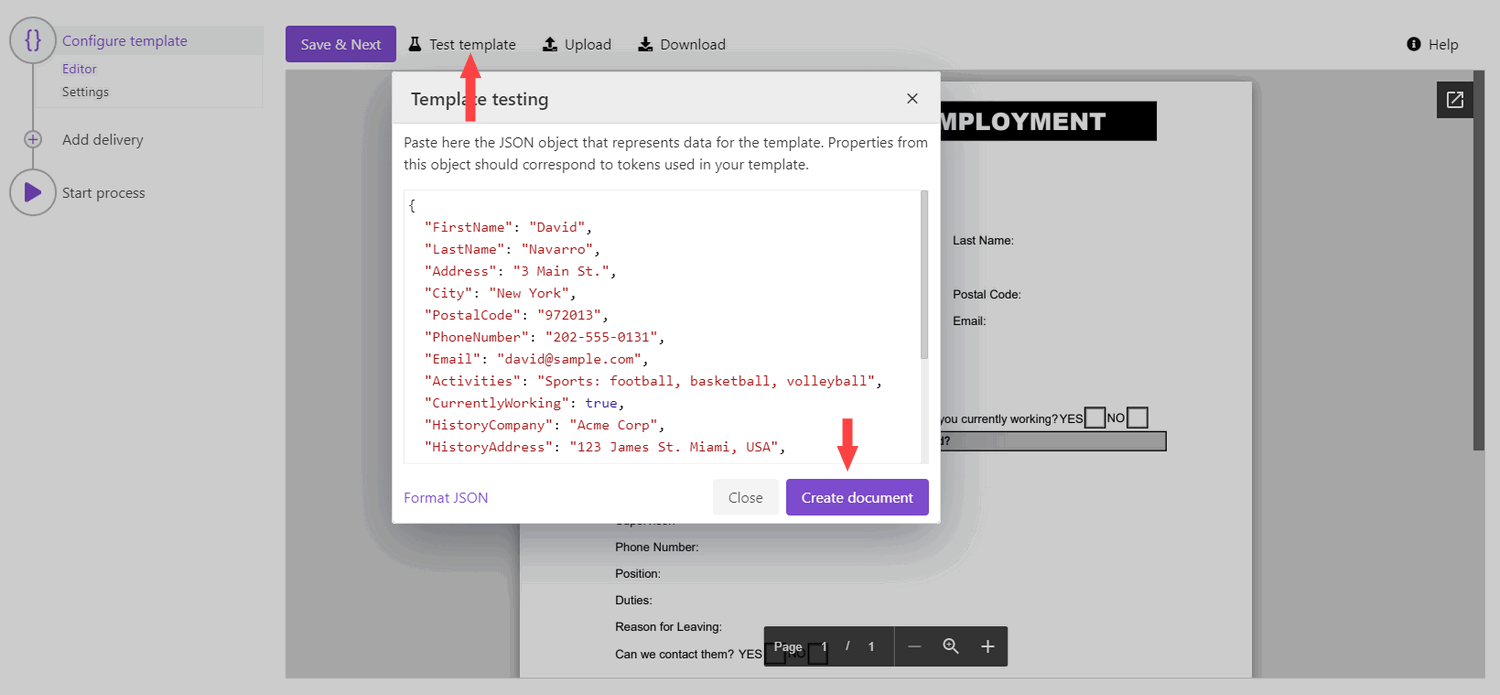 {}
Configure template
Editor
Settings
Add delivery
Start process
Save & Next
Test template
Upload
Download
Help
Template testing
Paste here the JSON object that represents data for the template. Properties from
this object should correspond to tokens used in your template.
{
"FirstName": "David",
"LastName": "Navarro",
"Address": "3 Main St.",
"City": "New York",
"PostalCode": "972013",
"PhoneNumber": "202-555-0131",
"Email": "david@sample.com",
"Activities": "Sports: football, basketball, volleyball",
"CurrentlyWorking": true,
"HistoryCompany": "Acme Corp",
"HistoryAddress": "123 James St. Miami, USA",
Format JSON
Close
Create document
MPLOYMENT
Last Name:
Postal Code:
Email:
you currently working? YES NO
d?
Phone Number:
Position:
Duties:
Reason for Leaving:
Can we contact them? YES NO
Page 1 / 1